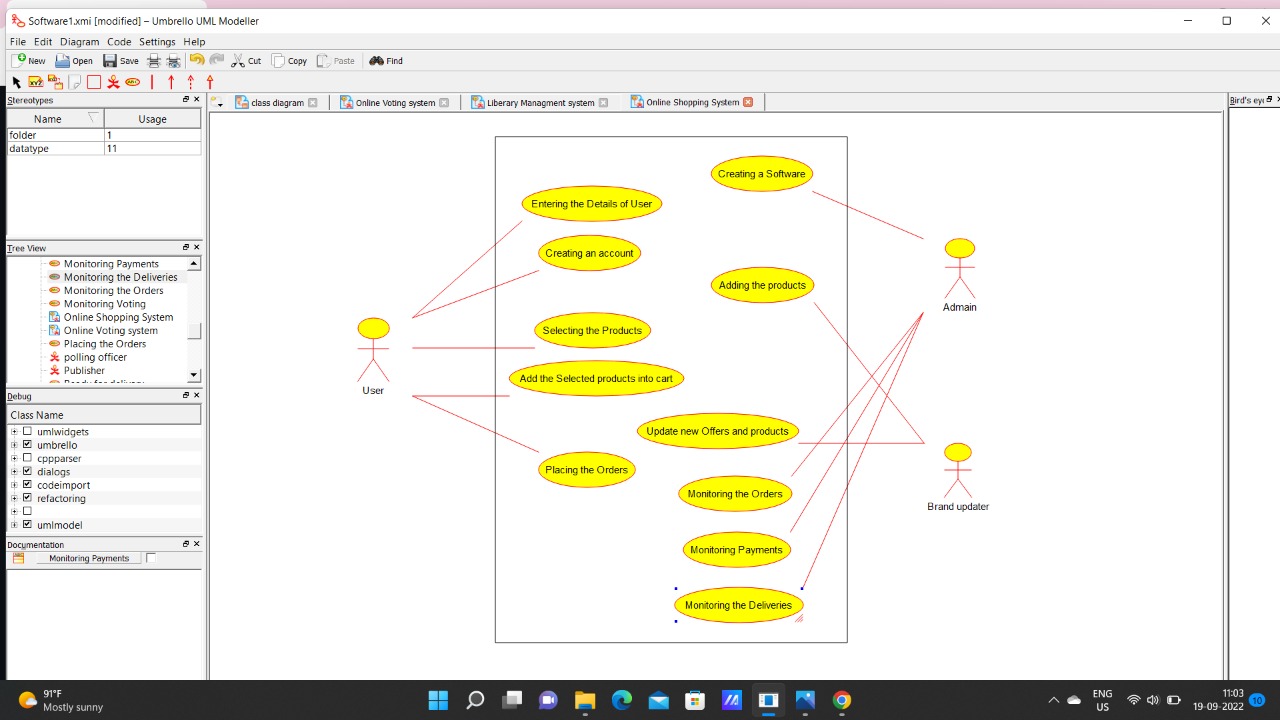 Software1.xmi [modified] – Umbrello UML Modeller
File Edit Diagram Code Settings Help
New Open Save Cut Copy Paste Find
Stereotypes
Name Usage
folder 1
datatype 11
Tree View
Monitoring Payments
Monitoring the Deliveries
Monitoring the Orders
Monitoring Voting
Online Shopping System
Online Voting system
Placing the Orders
polling officer
Publisher
Debug
Class Name
umlwidgets
umbrello
cppparser
dialogs
codeimport
refactoring
umlmodel
Documentation
Monitoring Payments
class diagram
Online Voting system
Liberary Managment system
Online Shopping System
Bird's eye
Creating a Software
Entering the Details of User
Creating an account
Adding the products
Selecting the Products
Add the Selected products into cart
Update new Offers and products
Placing the Orders
Monitoring the Orders
Monitoring Payments
Monitoring the Deliveries
User
Admain
Brand updater
91°F
Mostly sunny
ENG
US
11:03
19-09-2022
10